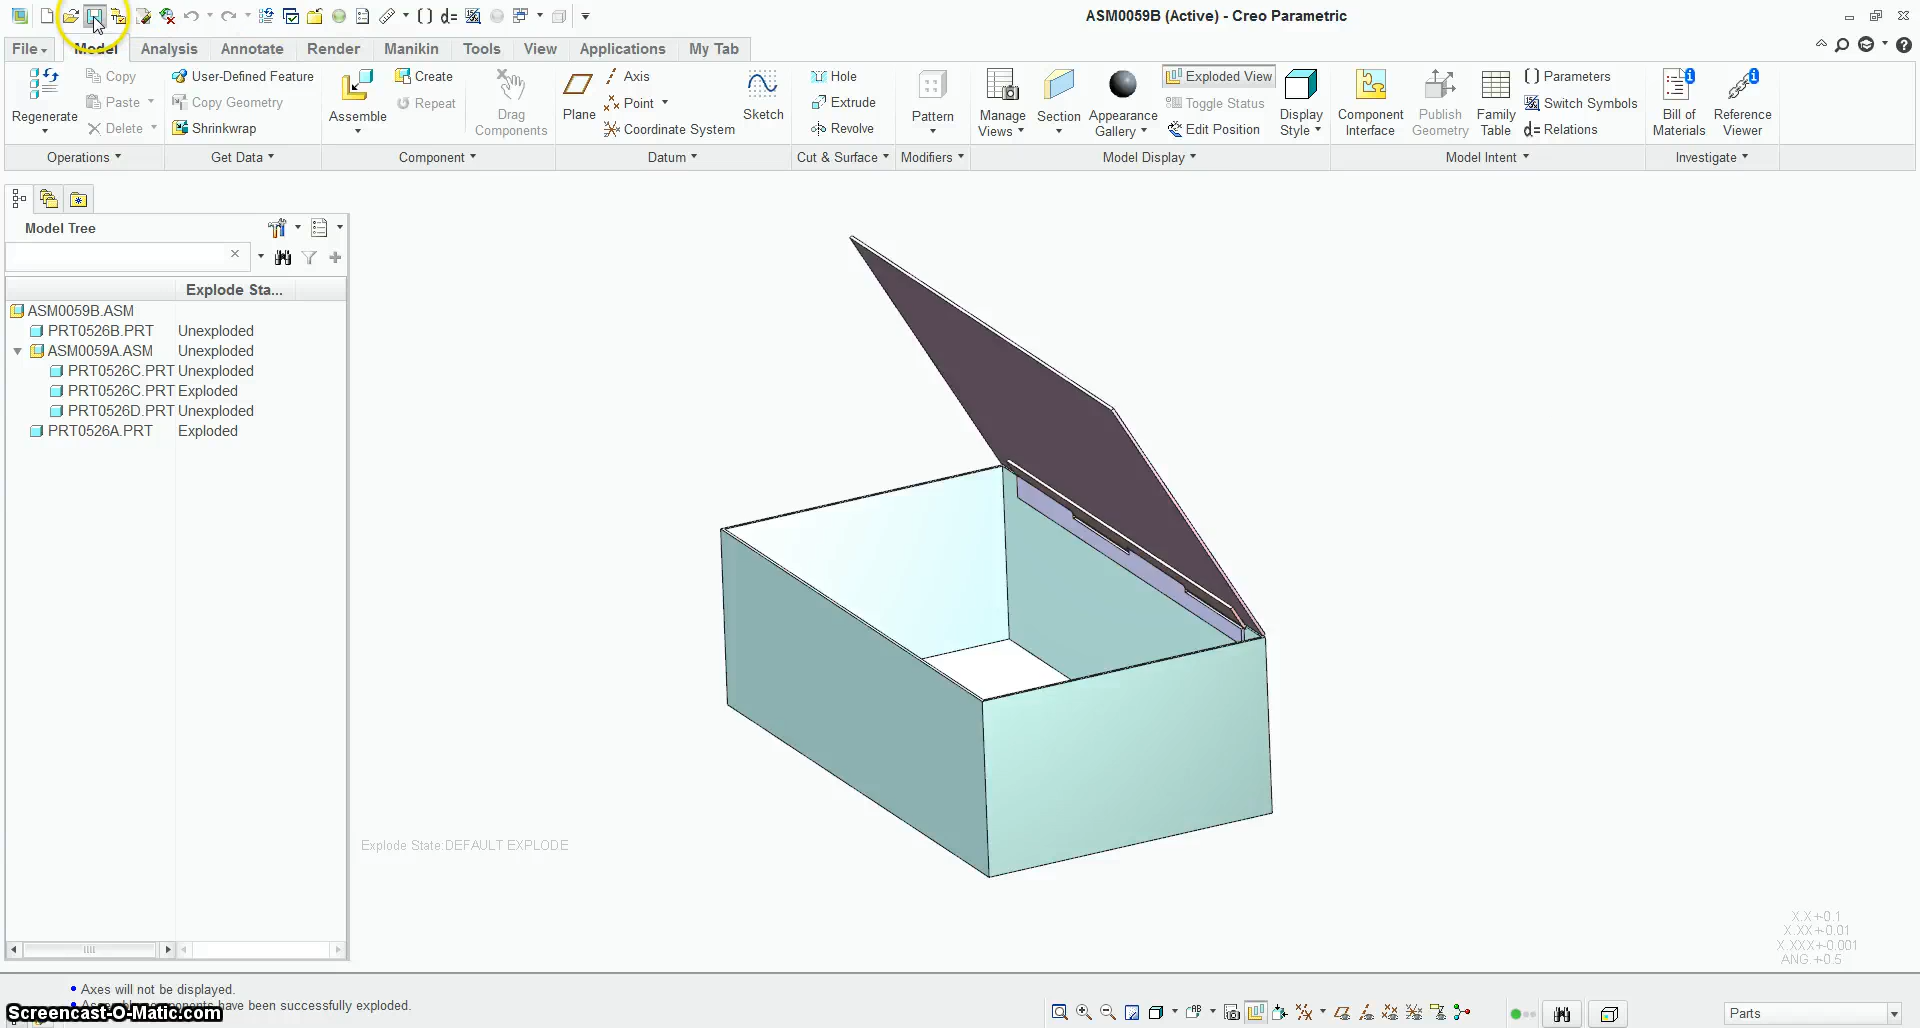 ASM0059B (Active) - Creo Parametric
File Model Analysis Annotate Render Manikin Tools View Applications My Tab
Regenerate
Copy
Paste
Delete
Operations
User-Defined Feature
Copy Geometry
Shrinkwrap
Get Data
Assemble
Create
Repeat
Drag Components
Component
Plane
Axis
Point
Coordinate System
Sketch
Datum
Hole
Extrude
Revolve
Cut & Surface
Pattern
Modifiers
Manage Views
Section
Appearance Gallery
Exploded View
Toggle Status
Edit Position
Display Style
Model Display
Component Interface
Publish Geometry
Family Table
Parameters
Switch Symbols
d= Relations
Model Intent
Bill of Materials
Reference Viewer
Investigate
Model Tree
Explode Sta...
ASM0059B.ASM
PRT0526B.PRT Unexploded
ASM0059A.ASM Unexploded
PRT0526C.PRT Unexploded
PRT0526C.PRT Exploded
PRT0526D.PRT Unexploded
PRT0526A.PRT Exploded
Explode State:DEFAULT EXPLODE
X.X+-0.1
X.XX+-0.01
X.XXX+-0.001
ANG.+-0.5
Axes will not be displayed.
have been successfully exploded.
Screencast-O-Matic.com
Parts